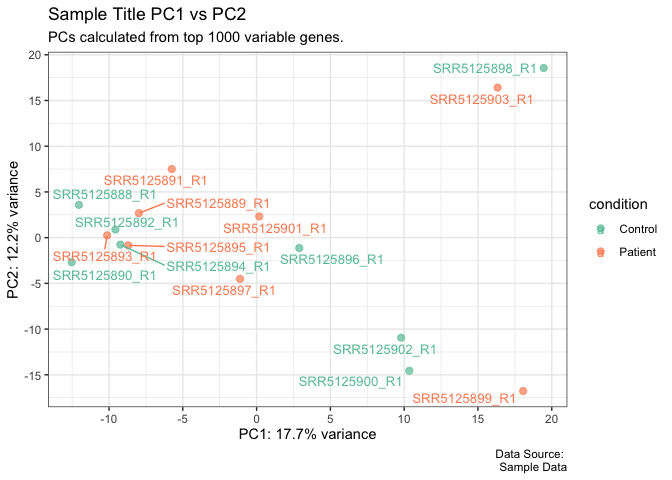 Sample Title PC1 vs PC2
PCs calculated from top 1000 variable genes.
20
15
10
5
0
-5
-10
-15
PC2: 12.2% variance
SRR5125898_R1
SRR5125903_R1
SRR5125891_R1
SRR5125888_R1
SRR5125889_R1
SRR5125892_R1
SRR5125901_R1
SRR5125895_R1
SRR5125893_R1
SRR5125896_R1
SRR5125894_R1
SRR5125890_R1
SRR5125897_R1
SRR5125902_R1
SRR5125900_R1
SRR5125899_R1
-10
-5
0
5
10
15
20
PC1: 17.7% variance
condition
Control
Patient
Data Source:
Sample Data